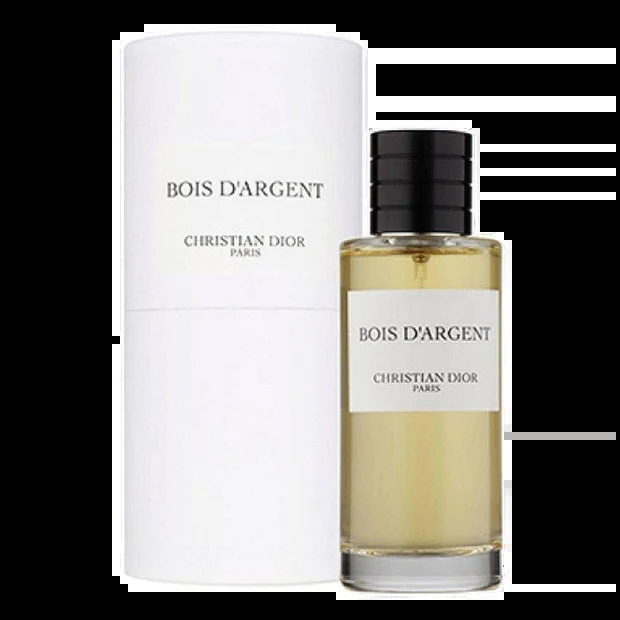 BOIS D'ARGENT
CHRISTIAN DIOR
PARIS
BOIS D'ARGENT
CHRISTIAN DIOR
PARIS